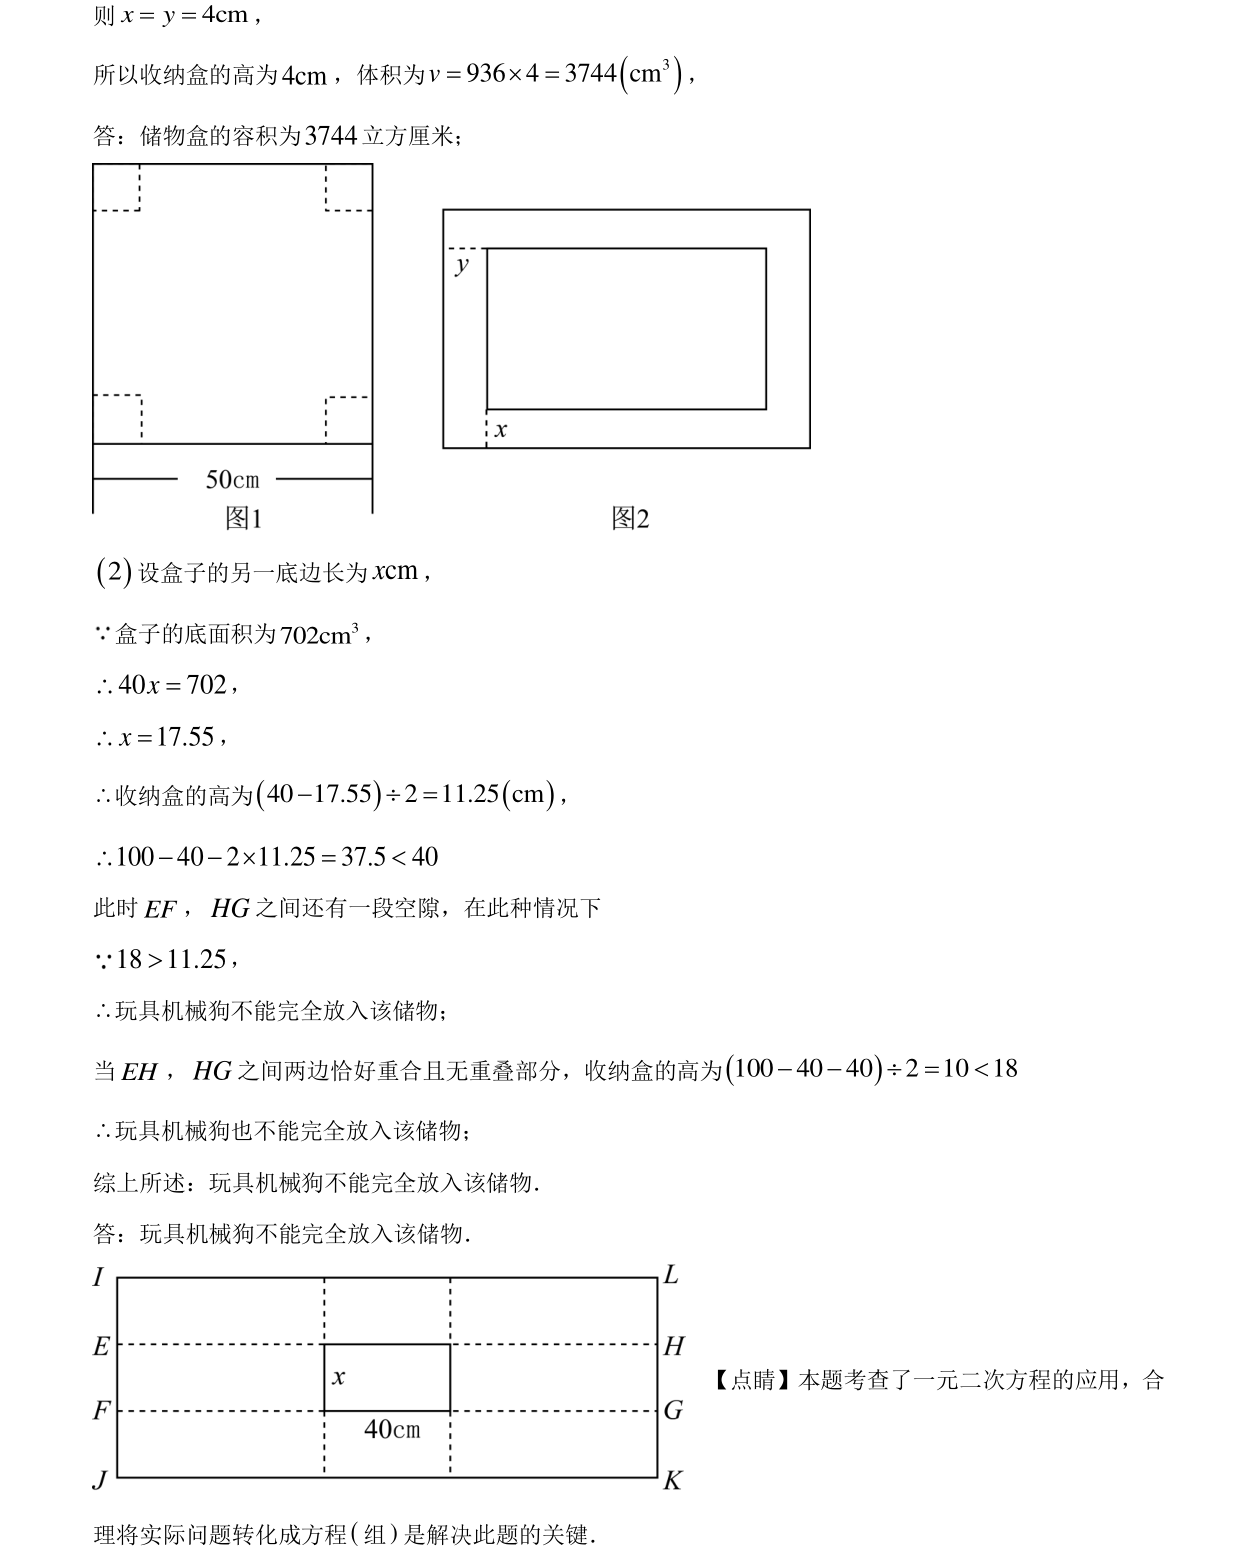 则 x = y = 4cm，
所以收纳盒的高为 4cm ，体积为 v = 936×4 = 3744(cm³)，
答：储物盒的容积为 3744 立方厘米；
y
x
50cm
图1
图2
(2) 设盒子的另一底边长为 xcm，
∵盒子的底面积为 702cm³，
∴40x = 702，
∴x = 17.55，
∴收纳盒的高为 (40−17.55)÷2 = 11.25(cm)，
∴100−40−2×11.25 = 37.5 < 40
此时 EF ， HG 之间还有一段空隙，在此种情况下
∵18 > 11.25，
∴玩具机械狗不能完全放入该储物；
当 EH ， HG 之间两边恰好重合且无重叠部分，收纳盒的高为 (100−40−40)÷2 = 10 < 18
∴玩具机械狗也不能完全放入该储物；
综上所述：玩具机械狗不能完全放入该储物．
答：玩具机械狗不能完全放入该储物．
I L
E H
x
【点睛】本题考查了一元二次方程的应用，合
F G
40cm
J K
理将实际问题转化成方程(组)是解决此题的关键．